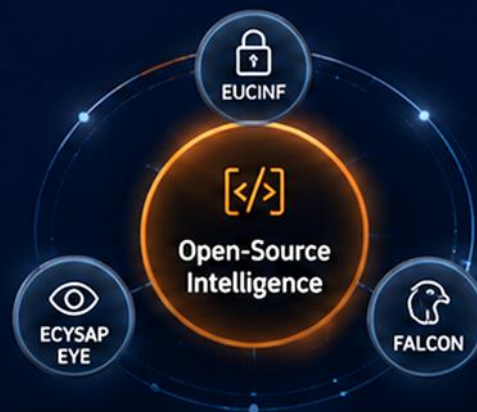 EUCINF
[</>]
Open-Source
Intelligence
ECYSAP
EYE
FALCON